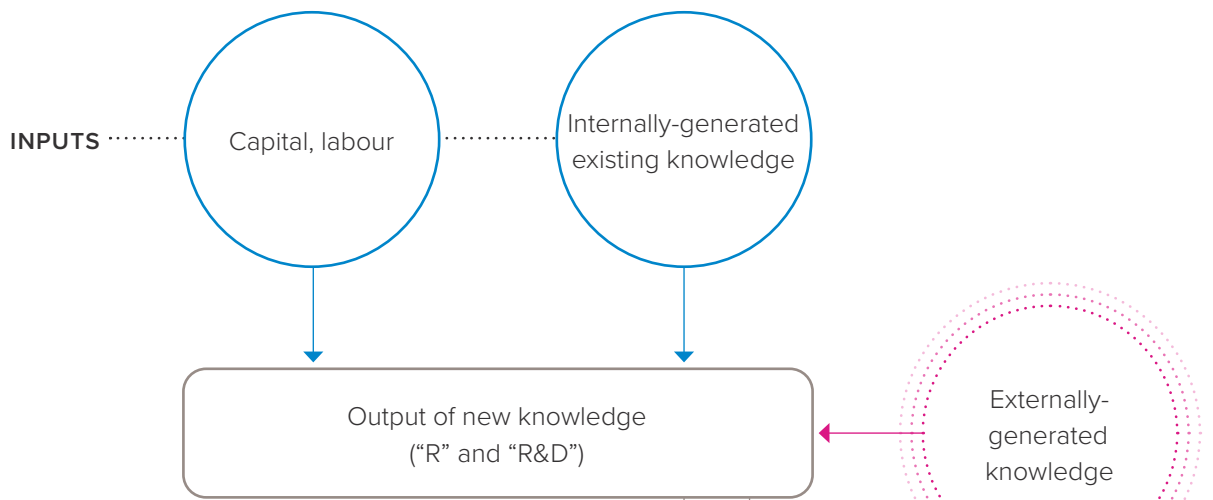 INPUTS
Capital, labour
Internally-generated
existing knowledge
Output of new knowledge
(“R” and “R&D”)
Externally-
generated
knowledge